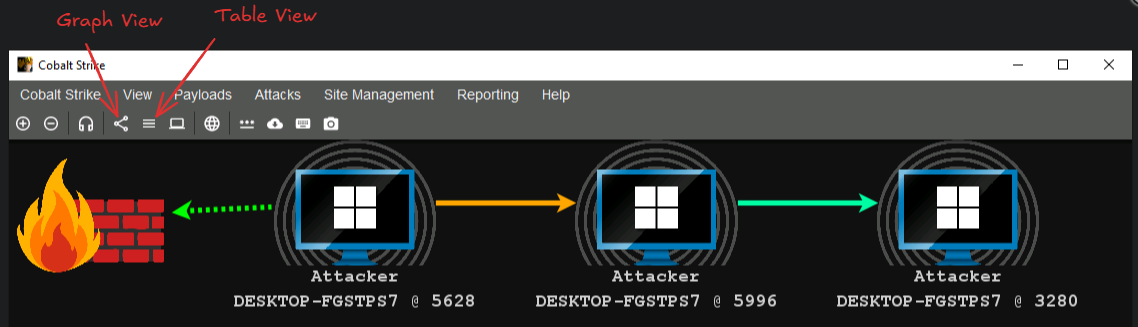 Graph View
Table View
Cobalt Strike
Cobalt Strike View Payloads Attacks Site Management Reporting Help
Attacker Attacker Attacker
DESKTOP-FGSTPS7 @ 5628 DESKTOP-FGSTPS7 @ 5996 DESKTOP-FGSTPS7 @ 3280